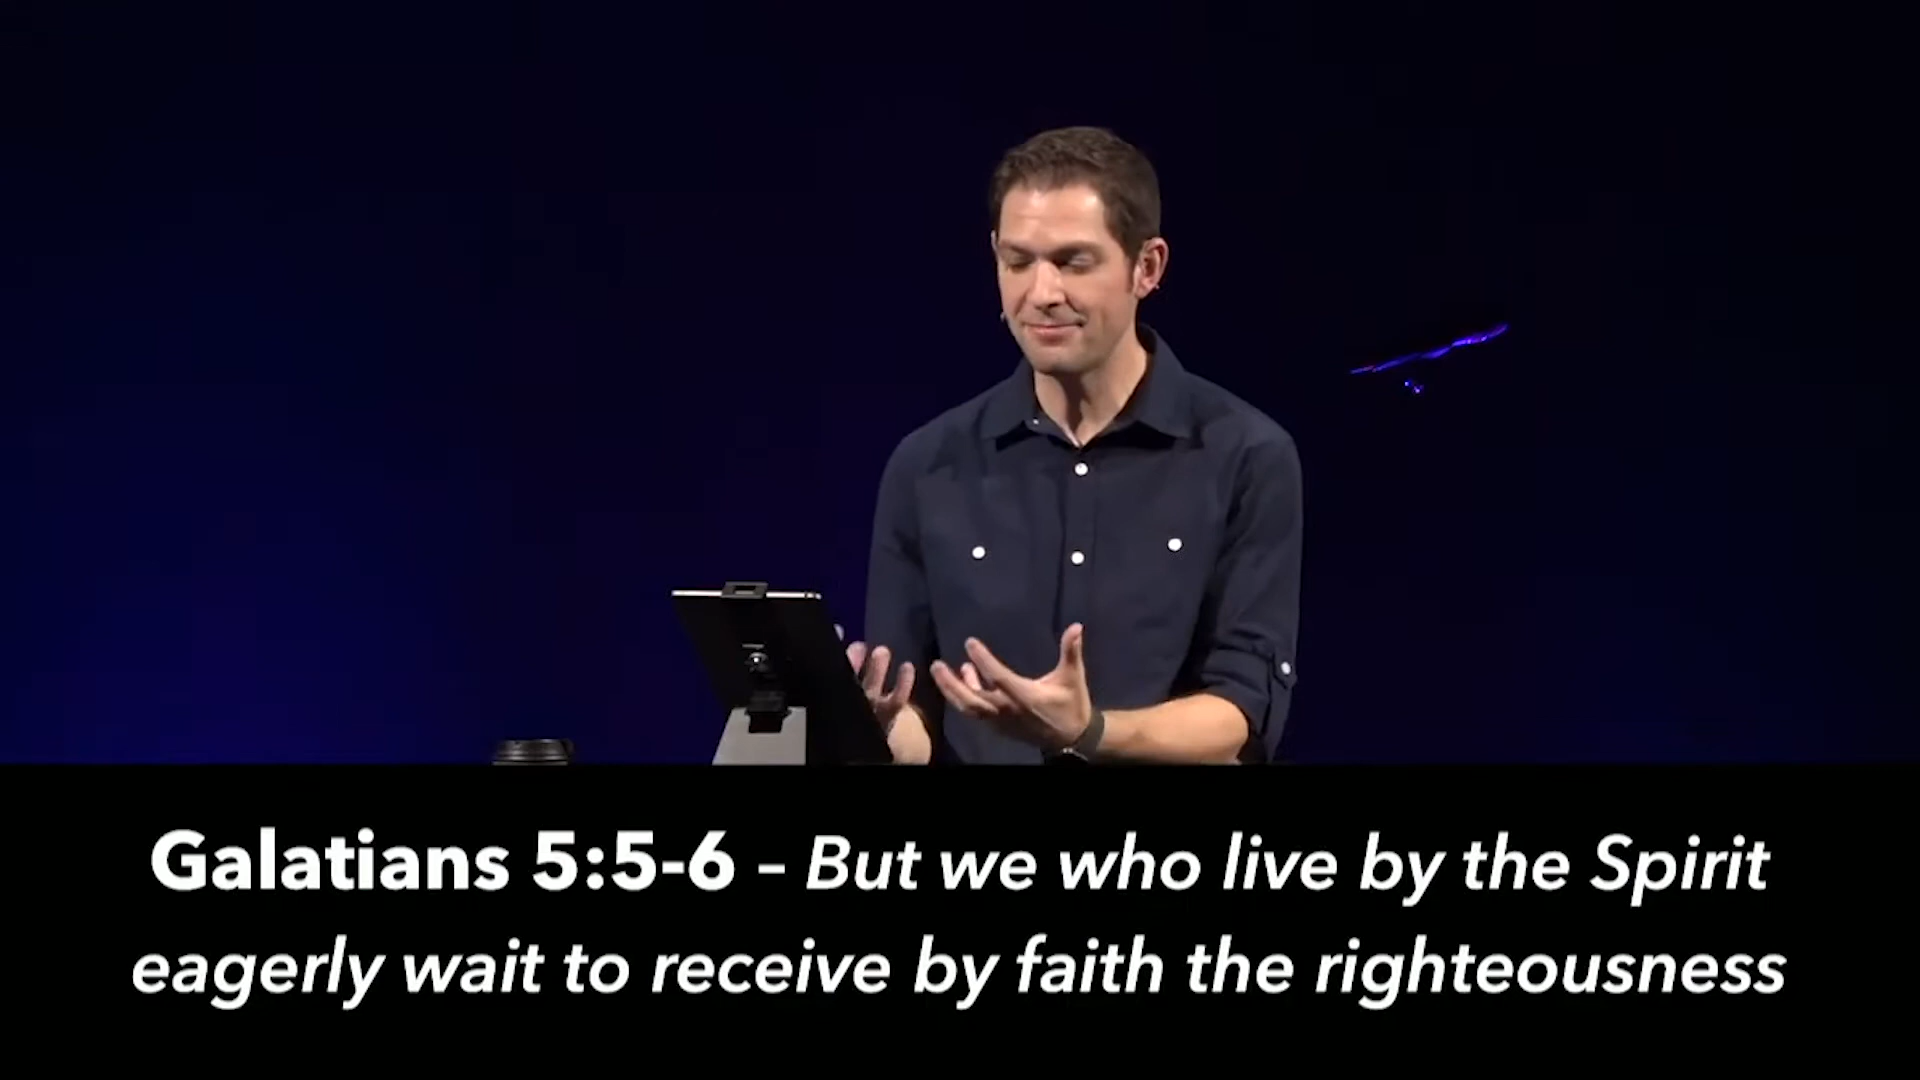 Galatians 5:5-6 – But we who live by the Spirit
eagerly wait to receive by faith the righteousness